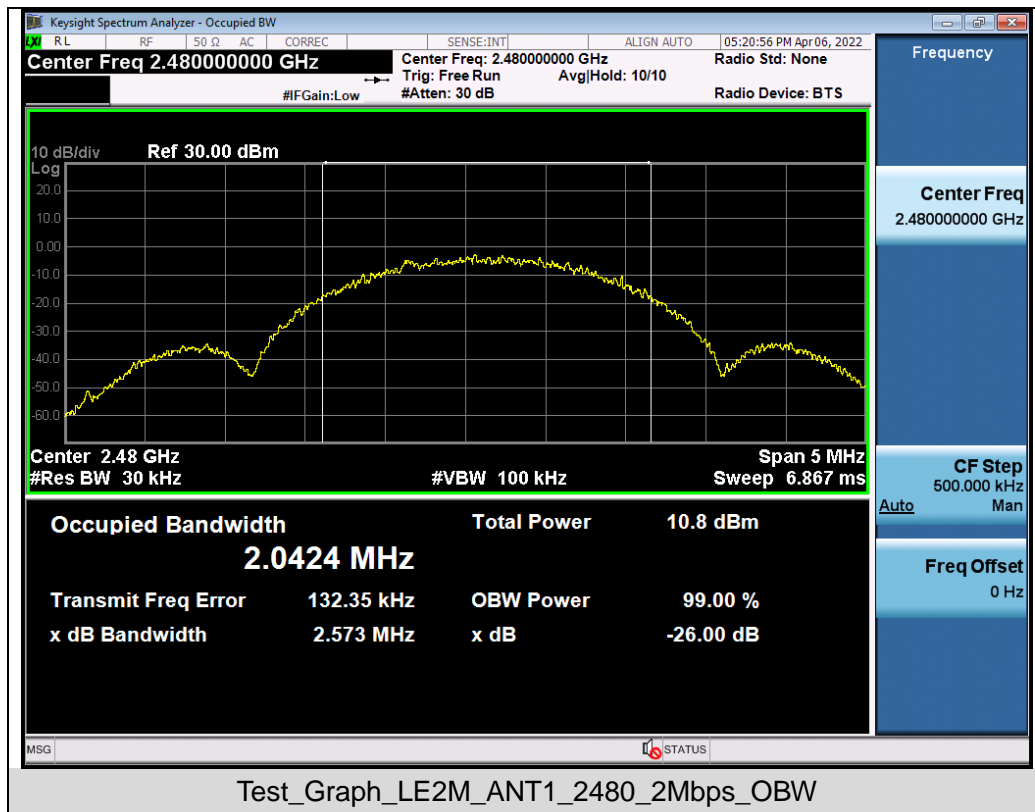 Keysight Spectrum Analyzer - Occupied BW
LXI RL RF 50 Ω AC CORREC SENSE:INT ALIGN AUTO 05:20:56 PM Apr 06, 2022
Center Freq 2.480000000 GHz
Center Freq: 2.480000000 GHz
Radio Std: None
Trig: Free Run Avg|Hold: 10/10
#IFGain:Low
#Atten: 30 dB
Radio Device: BTS
Frequency
10 dB/div Ref 30.00 dBm
Log
20.0
10.0
0.00
-10.0
-20.0
-30.0
-40.0
-50.0
-60.0
Center 2.48 GHz
Span 5 MHz
#Res BW 30 kHz
#VBW 100 kHz
Sweep 6.867 ms
Center Freq
2.480000000 GHz
CF Step
500.000 kHz
Auto Man
Freq Offset
0 Hz
Occupied Bandwidth
2.0424 MHz
Total Power 10.8 dBm
Transmit Freq Error 132.35 kHz
OBW Power 99.00 %
x dB Bandwidth 2.573 MHz
x dB -26.00 dB
MSG STATUS
Test_Graph_LE2M_ANT1_2480_2Mbps_OBW